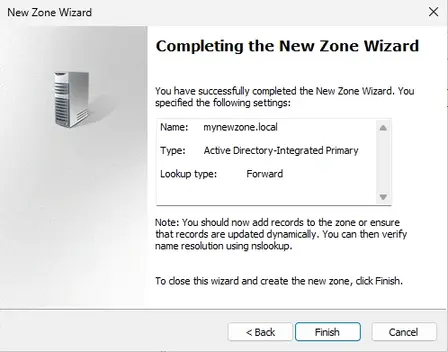 New Zone Wizard
Completing the New Zone Wizard
You have successfully completed the New Zone Wizard. You
specified the following settings:
Name: mynewzone.local
Type: Active Directory-Integrated Primary
Lookup type: Forward
Note: You should now add records to the zone or ensure
that records are updated dynamically. You can then verify
name resolution using nslookup.
To close this wizard and create the new zone, click Finish.
< Back Finish Cancel